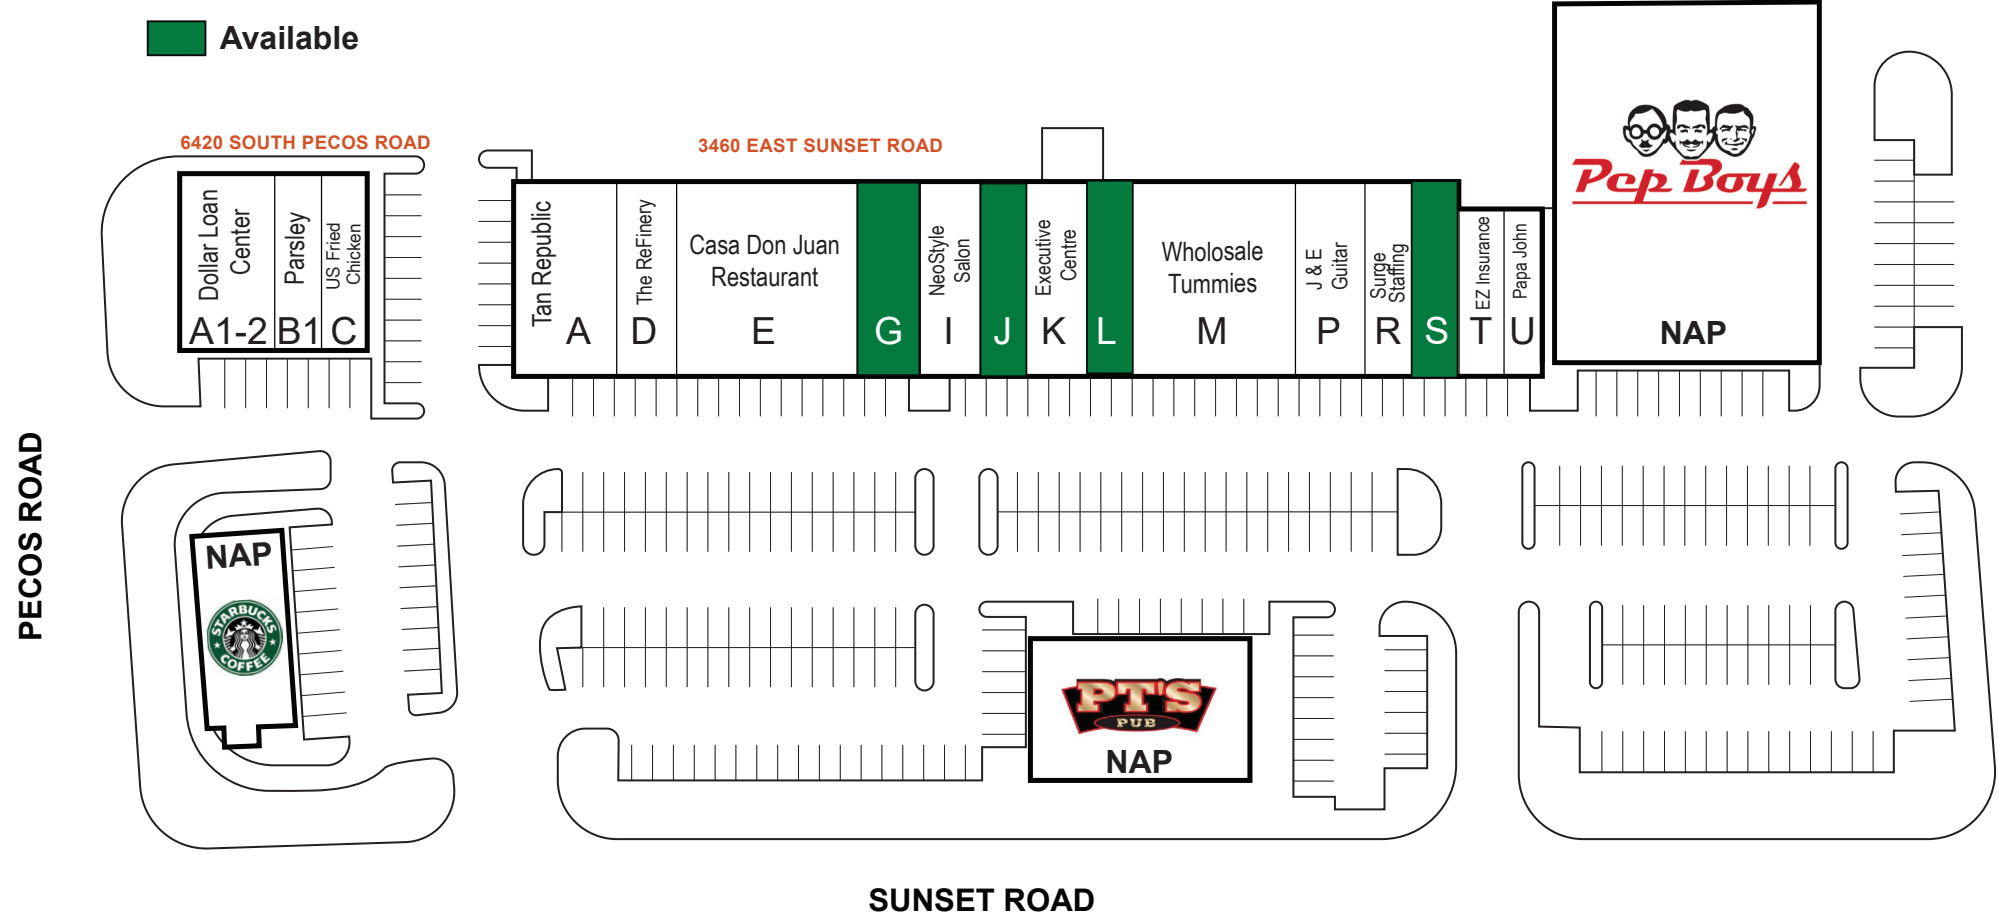 Available
6420 SOUTH PECOS ROAD
3460 EAST SUNSET ROAD
Dollar Loan
Center
A1-2
Parsley
B1
US Fried
Chicken
C
Tan Republic
A
The ReFinery
D
Casa Don Juan
Restaurant
E
G
NeoStyle
Salon
I
J
Executive
Centre
K
L
Wholosale
Tummies
M
J & E
Guitar
P
Surge
Staffing
R
S
EZ Insurance
T
Papa John
U
Pep Boys
NAP
PECOS ROAD
NAP
STARBUCKS
COFFEE
PT'S
PUB
NAP
SUNSET ROAD